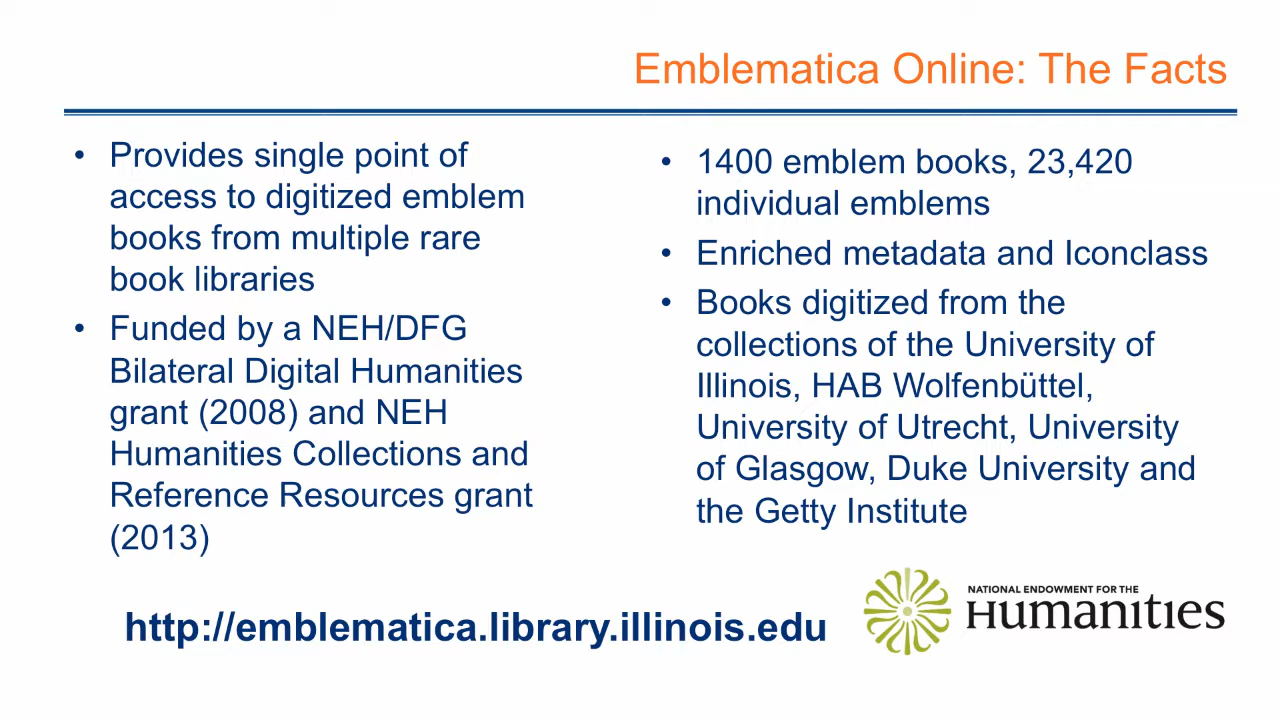 Emblematica Online: The Facts
• Provides single point of
access to digitized emblem
books from multiple rare
book libraries
• Funded by a NEH/DFG
Bilateral Digital Humanities
grant (2008) and NEH
Humanities Collections and
Reference Resources grant
(2013)
• 1400 emblem books, 23,420
individual emblems
• Enriched metadata and Iconclass
• Books digitized from the
collections of the University of
Illinois, HAB Wolfenbüttel,
University of Utrecht, University
of Glasgow, Duke University and
the Getty Institute
http://emblematica.library.illinois.edu
NATIONAL ENDOWMENT FOR THE
Humanities